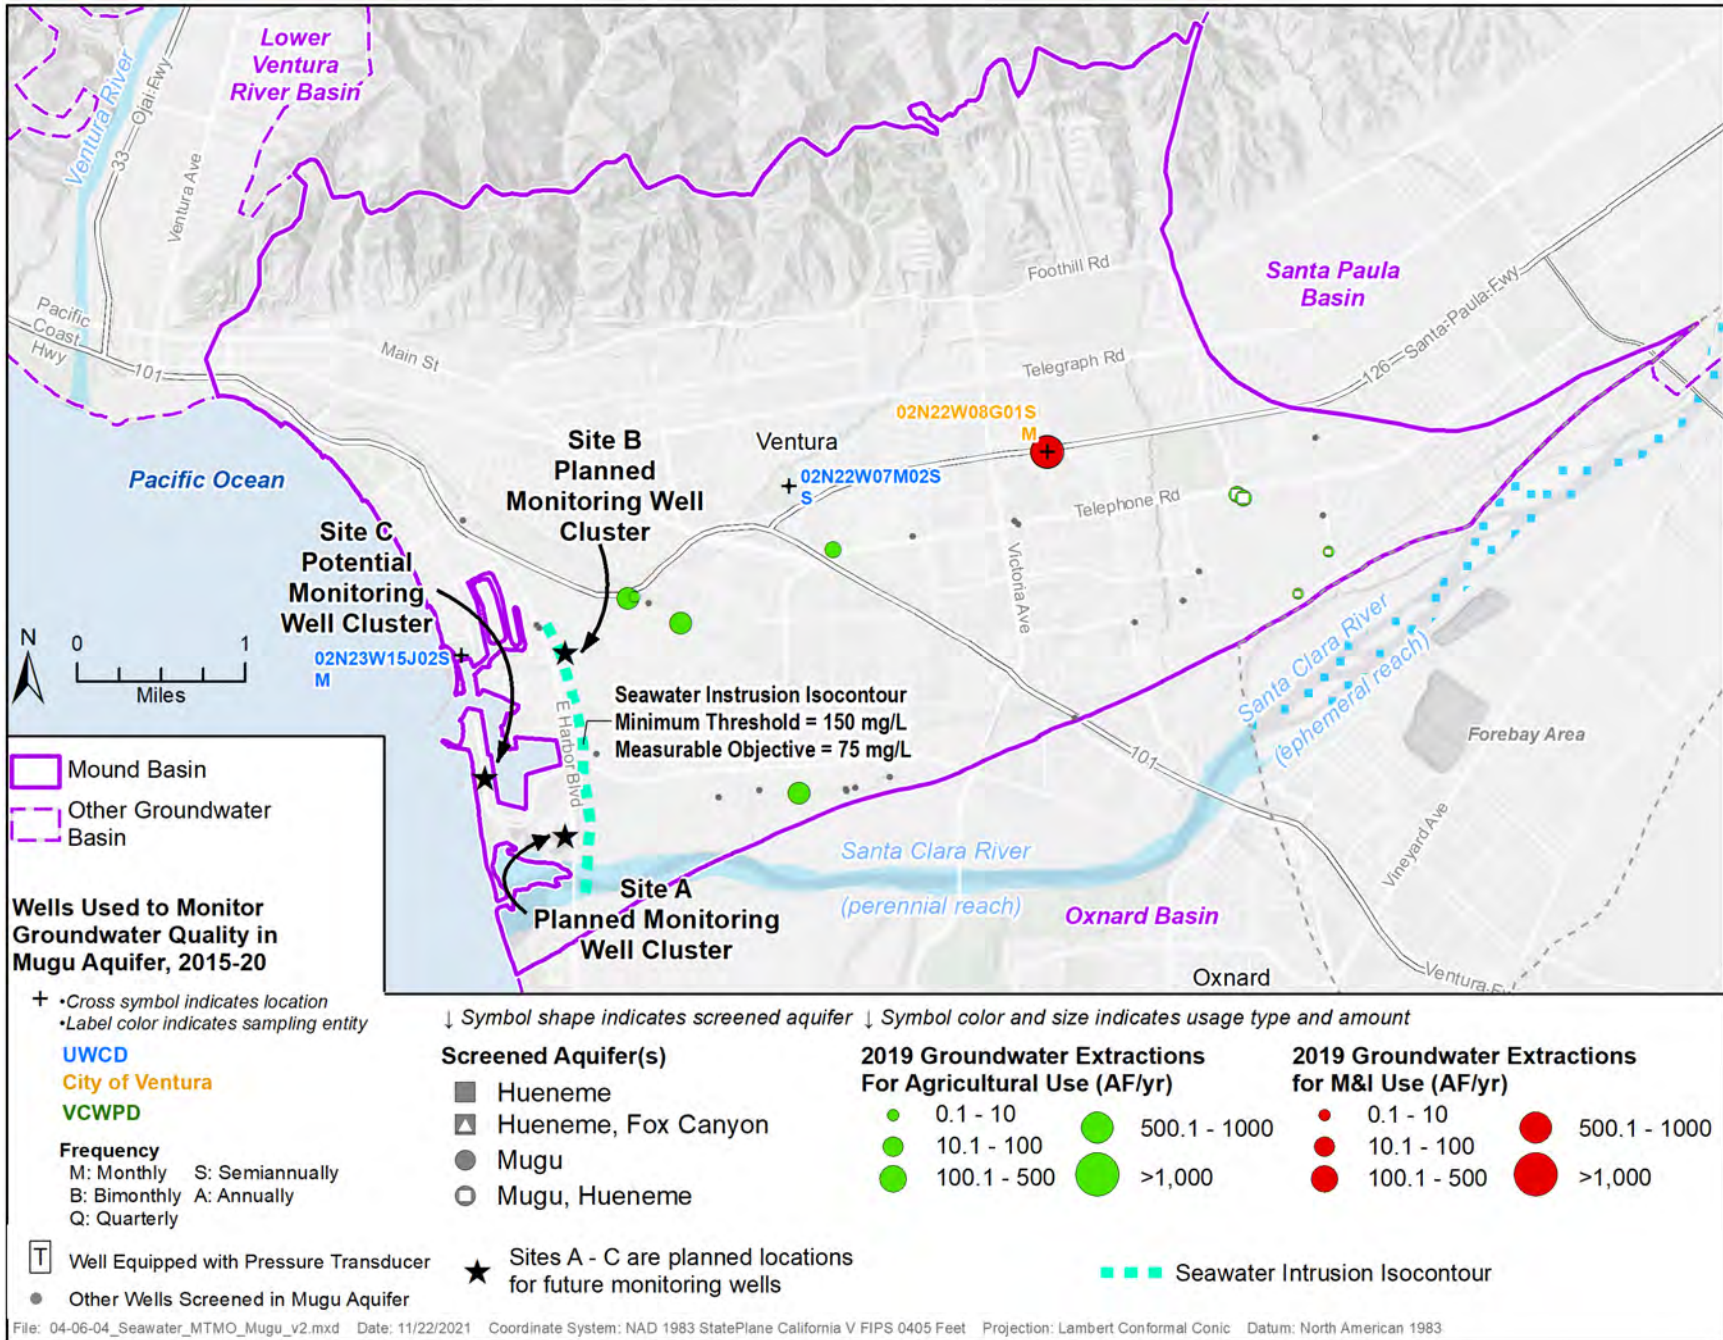 Lower
Ventura
River Basin
Ventura River
Ojai-Fwy
33
Ventura Ave
Pacific
Coast
Hwy
101
Main St
Foothill Rd
Santa Paula
Basin
Telegraph Rd
126
Santa-Paula-Fwy
02N22W08G01S
M
Ventura
02N22W07M02S
S
Telephone Rd
Victoria Ave
Pacific Ocean
Site B
Planned
Monitoring Well
Cluster
Site C
Potential
Monitoring
Well Cluster
02N23W15J02S
M
N
0 1
Miles
Seawater Instrusion Isocontour
Minimum Threshold = 150 mg/L
Measurable Objective = 75 mg/L
E Harbor Blvd
101
Santa Clara River
(ephemeral reach)
Forebay Area
Vineyard Ave
Santa Clara River
(perennial reach)
Site A
Planned Monitoring
Well Cluster
Oxnard Basin
Oxnard
Ventura-F
Mound Basin
Other Groundwater
Basin
Wells Used to Monitor
Groundwater Quality in
Mugu Aquifer, 2015-20
•Cross symbol indicates location
•Label color indicates sampling entity
UWCD
City of Ventura
VCWPD
Frequency
M: Monthly S: Semiannually
B: Bimonthly A: Annually
Q: Quarterly
T Well Equipped with Pressure Transducer
Other Wells Screened in Mugu Aquifer
↓ Symbol shape indicates screened aquifer
Screened Aquifer(s)
Hueneme
Hueneme, Fox Canyon
Mugu
Mugu, Hueneme
Sites A - C are planned locations
for future monitoring wells
↓ Symbol color and size indicates usage type and amount
2019 Groundwater Extractions
For Agricultural Use (AF/yr)
0.1 - 10
10.1 - 100
100.1 - 500
500.1 - 1000
>1,000
2019 Groundwater Extractions
for M&I Use (AF/yr)
0.1 - 10
10.1 - 100
100.1 - 500
500.1 - 1000
>1,000
Seawater Intrusion Isocontour
File: 04-06-04_Seawater_MTMO_Mugu_v2.mxd Date: 11/22/2021 Coordinate System: NAD 1983 StatePlane California V FIPS 0405 Feet Projection: Lambert Conformal Conic Datum: North American 1983